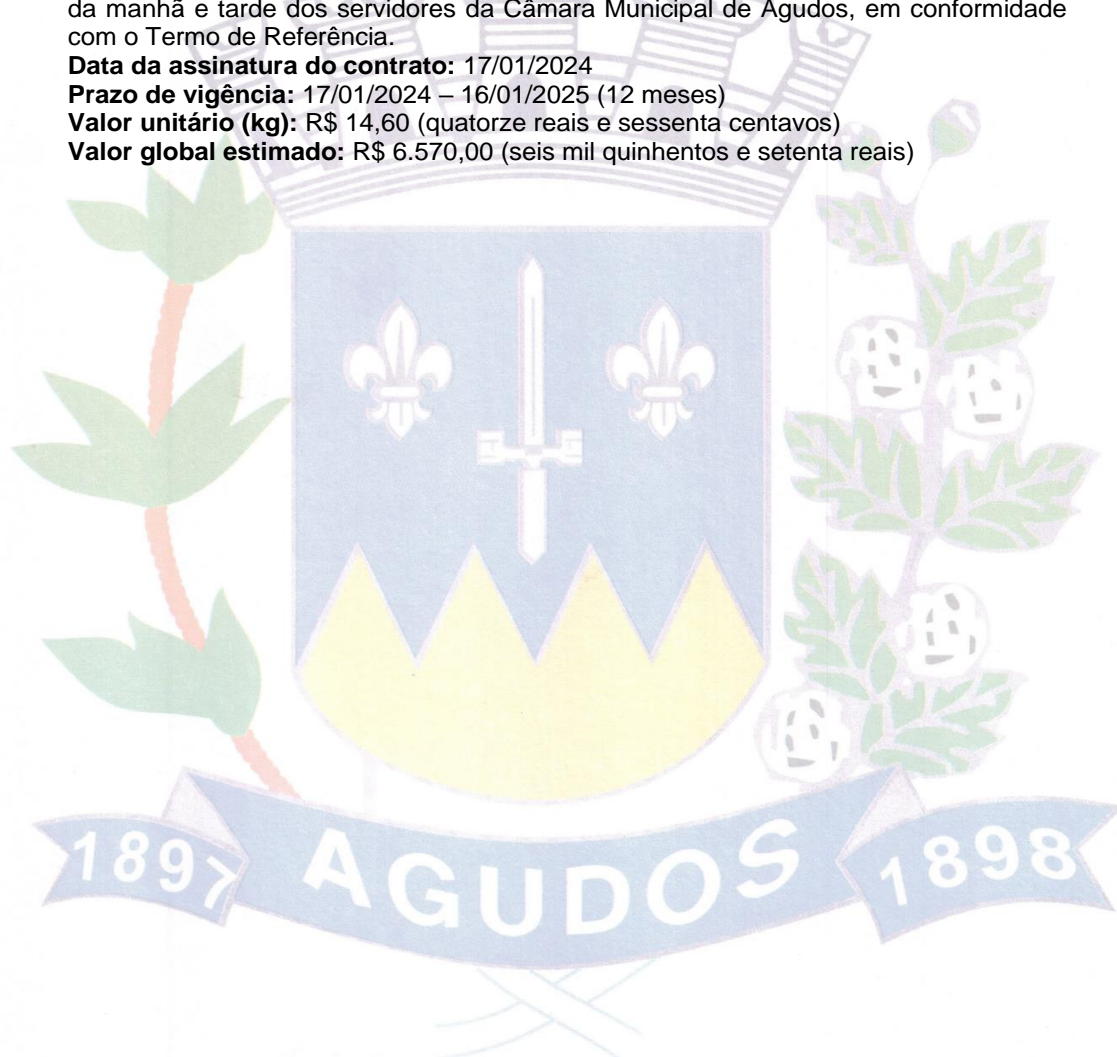 da manhã e tarde dos servidores da Câmara Municipal de Agudos, em conformidade
com o Termo de Referência.
Data da assinatura do contrato: 17/01/2024
Prazo de vigência: 17/01/2024 – 16/01/2025 (12 meses)
Valor unitário (kg): R$ 14,60 (quatorze reais e sessenta centavos)
Valor global estimado: R$ 6.570,00 (seis mil quinhentos e setenta reais)
1897 AGUDOS 1898